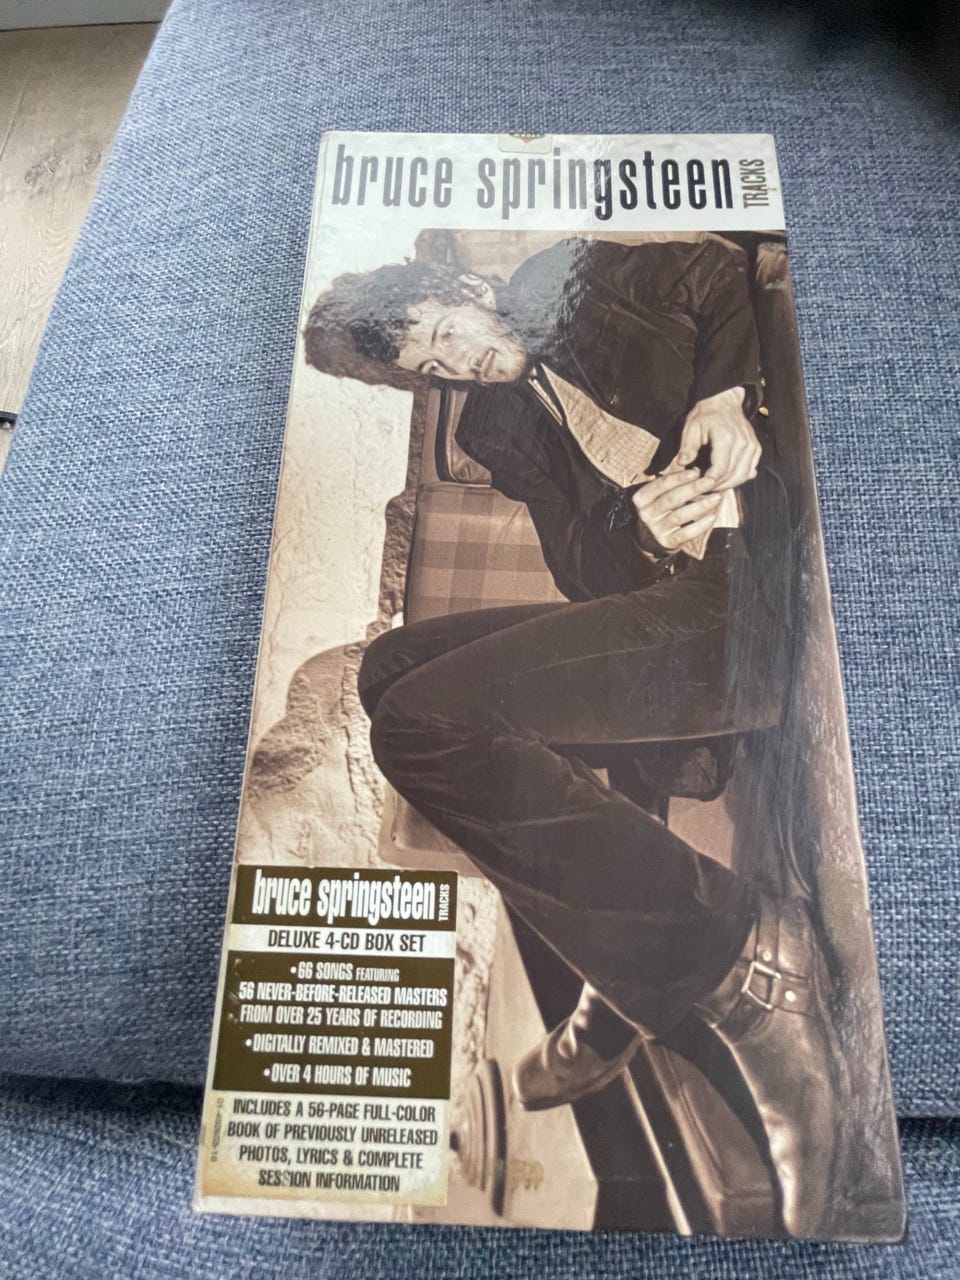 bruce springsteen TRACKS
bruce springsteen TRACKS
DELUXE 4-CD BOX SET
•66 SONGS FEATURING
56 NEVER-BEFORE-RELEASED MASTERS
FROM OVER 25 YEARS OF RECORDING
•DIGITALLY REMIXED & MASTERED
•OVER 4 HOURS OF MUSIC
INCLUDES A 56-PAGE FULL-COLOR
BOOK OF PREVIOUSLY UNRELEASED
PHOTOS, LYRICS & COMPLETE
SESSION INFORMATION